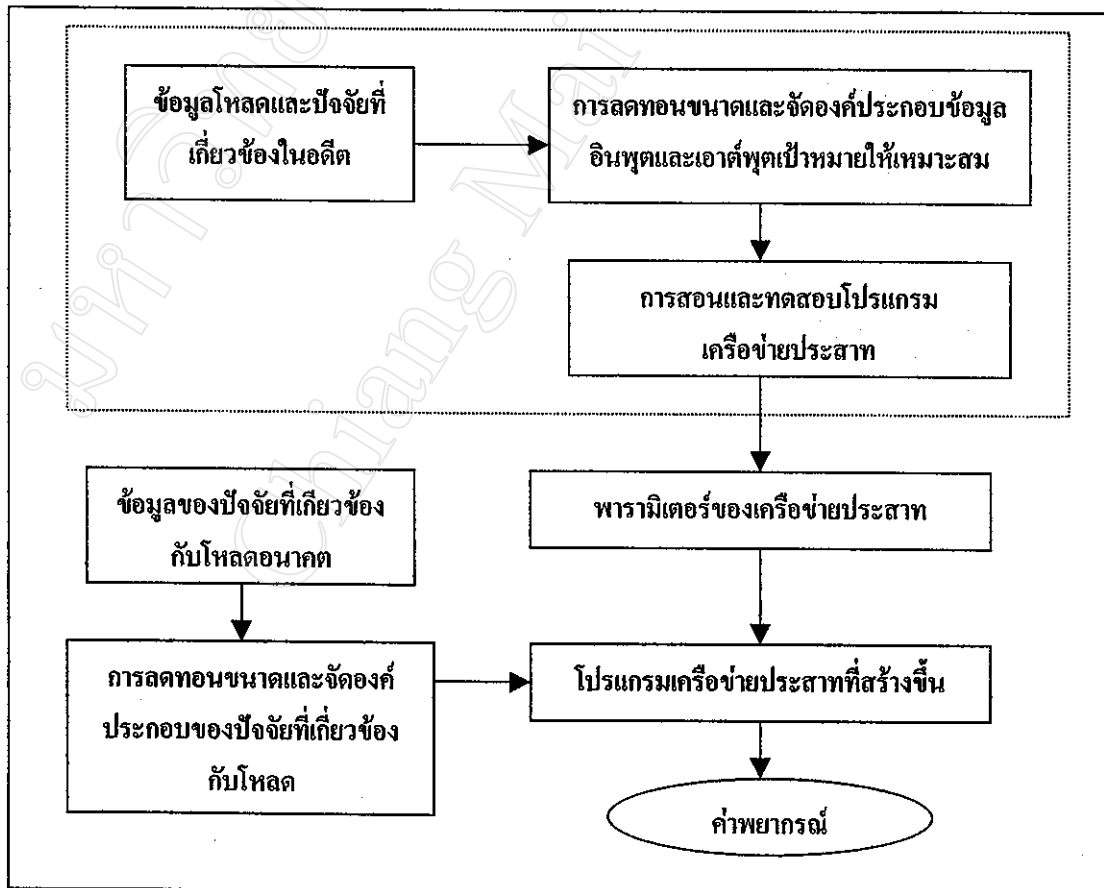 ข้อมูลโหลดและปัจจัยที่
เกี่ยวข้องในอดีต
การลดทอนขนาดและจัดองค์ประกอบข้อมูล
อินพุตและเอาต์พุตเป้าหมายให้เหมาะสม
การสอนและทดสอบโปรแกรม
เครือข่ายประสาท
ข้อมูลของปัจจัยที่เกี่ยวข้อง
กับโหลดอนาคต
พารามิเตอร์ของเครือข่ายประสาท
การลดทอนขนาดและจัดองค์
ประกอบของปัจจัยที่เกี่ยวข้อง
กับโหลด
โปรแกรมเครือข่ายประสาทที่สร้างขึ้น
ค่าพยากรณ์
Chiang Mai